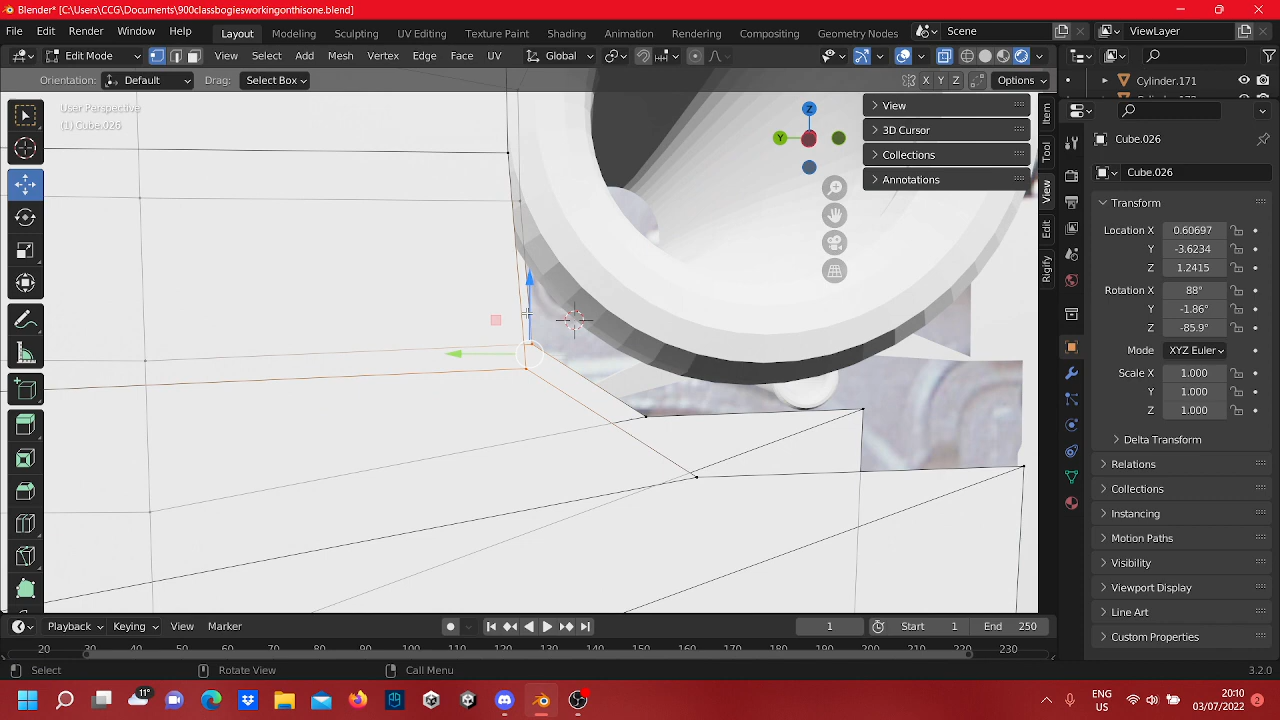 Blender* [C:\Users\CCG\Documents\900classbogiesworkingonthisone.blend]
File Edit Render Window Help Layout Modeling Sculpting UV Editing Texture Paint Shading Animation Rendering Compositing Geometry Nodes Scene ViewLayer
Edit Mode View Select Add Mesh Vertex Edge Face UV Global
Orientation: Default Drag: Select Box X Y Z Options
Cylinder.171
User Perspective
(1) Cube.026
Z
Y
View
3D Cursor
Collections
Annotations
Item
Tool
View
Edit
Rigify
Cube.026
Cube.026
Transform
Location X 0.60697
Y -3.6234
Z 1.2415
Rotation X 88°
Y -1.86°
Z -85.9°
Mode XYZ Euler
Scale X 1.000
Y 1.000
Z 1.000
Delta Transform
Relations
Collections
Instancing
Motion Paths
Visibility
Viewport Display
Line Art
Custom Properties
Playback Keying View Marker 1 Start 1 End 250
20 30 40 50 60 70 80 90 100 110 120 130 140 150 160 170 180 190 200 210 220 230
Select Rotate View Call Menu 3.2.0
11° ENG US 20:10 03/07/2022 2